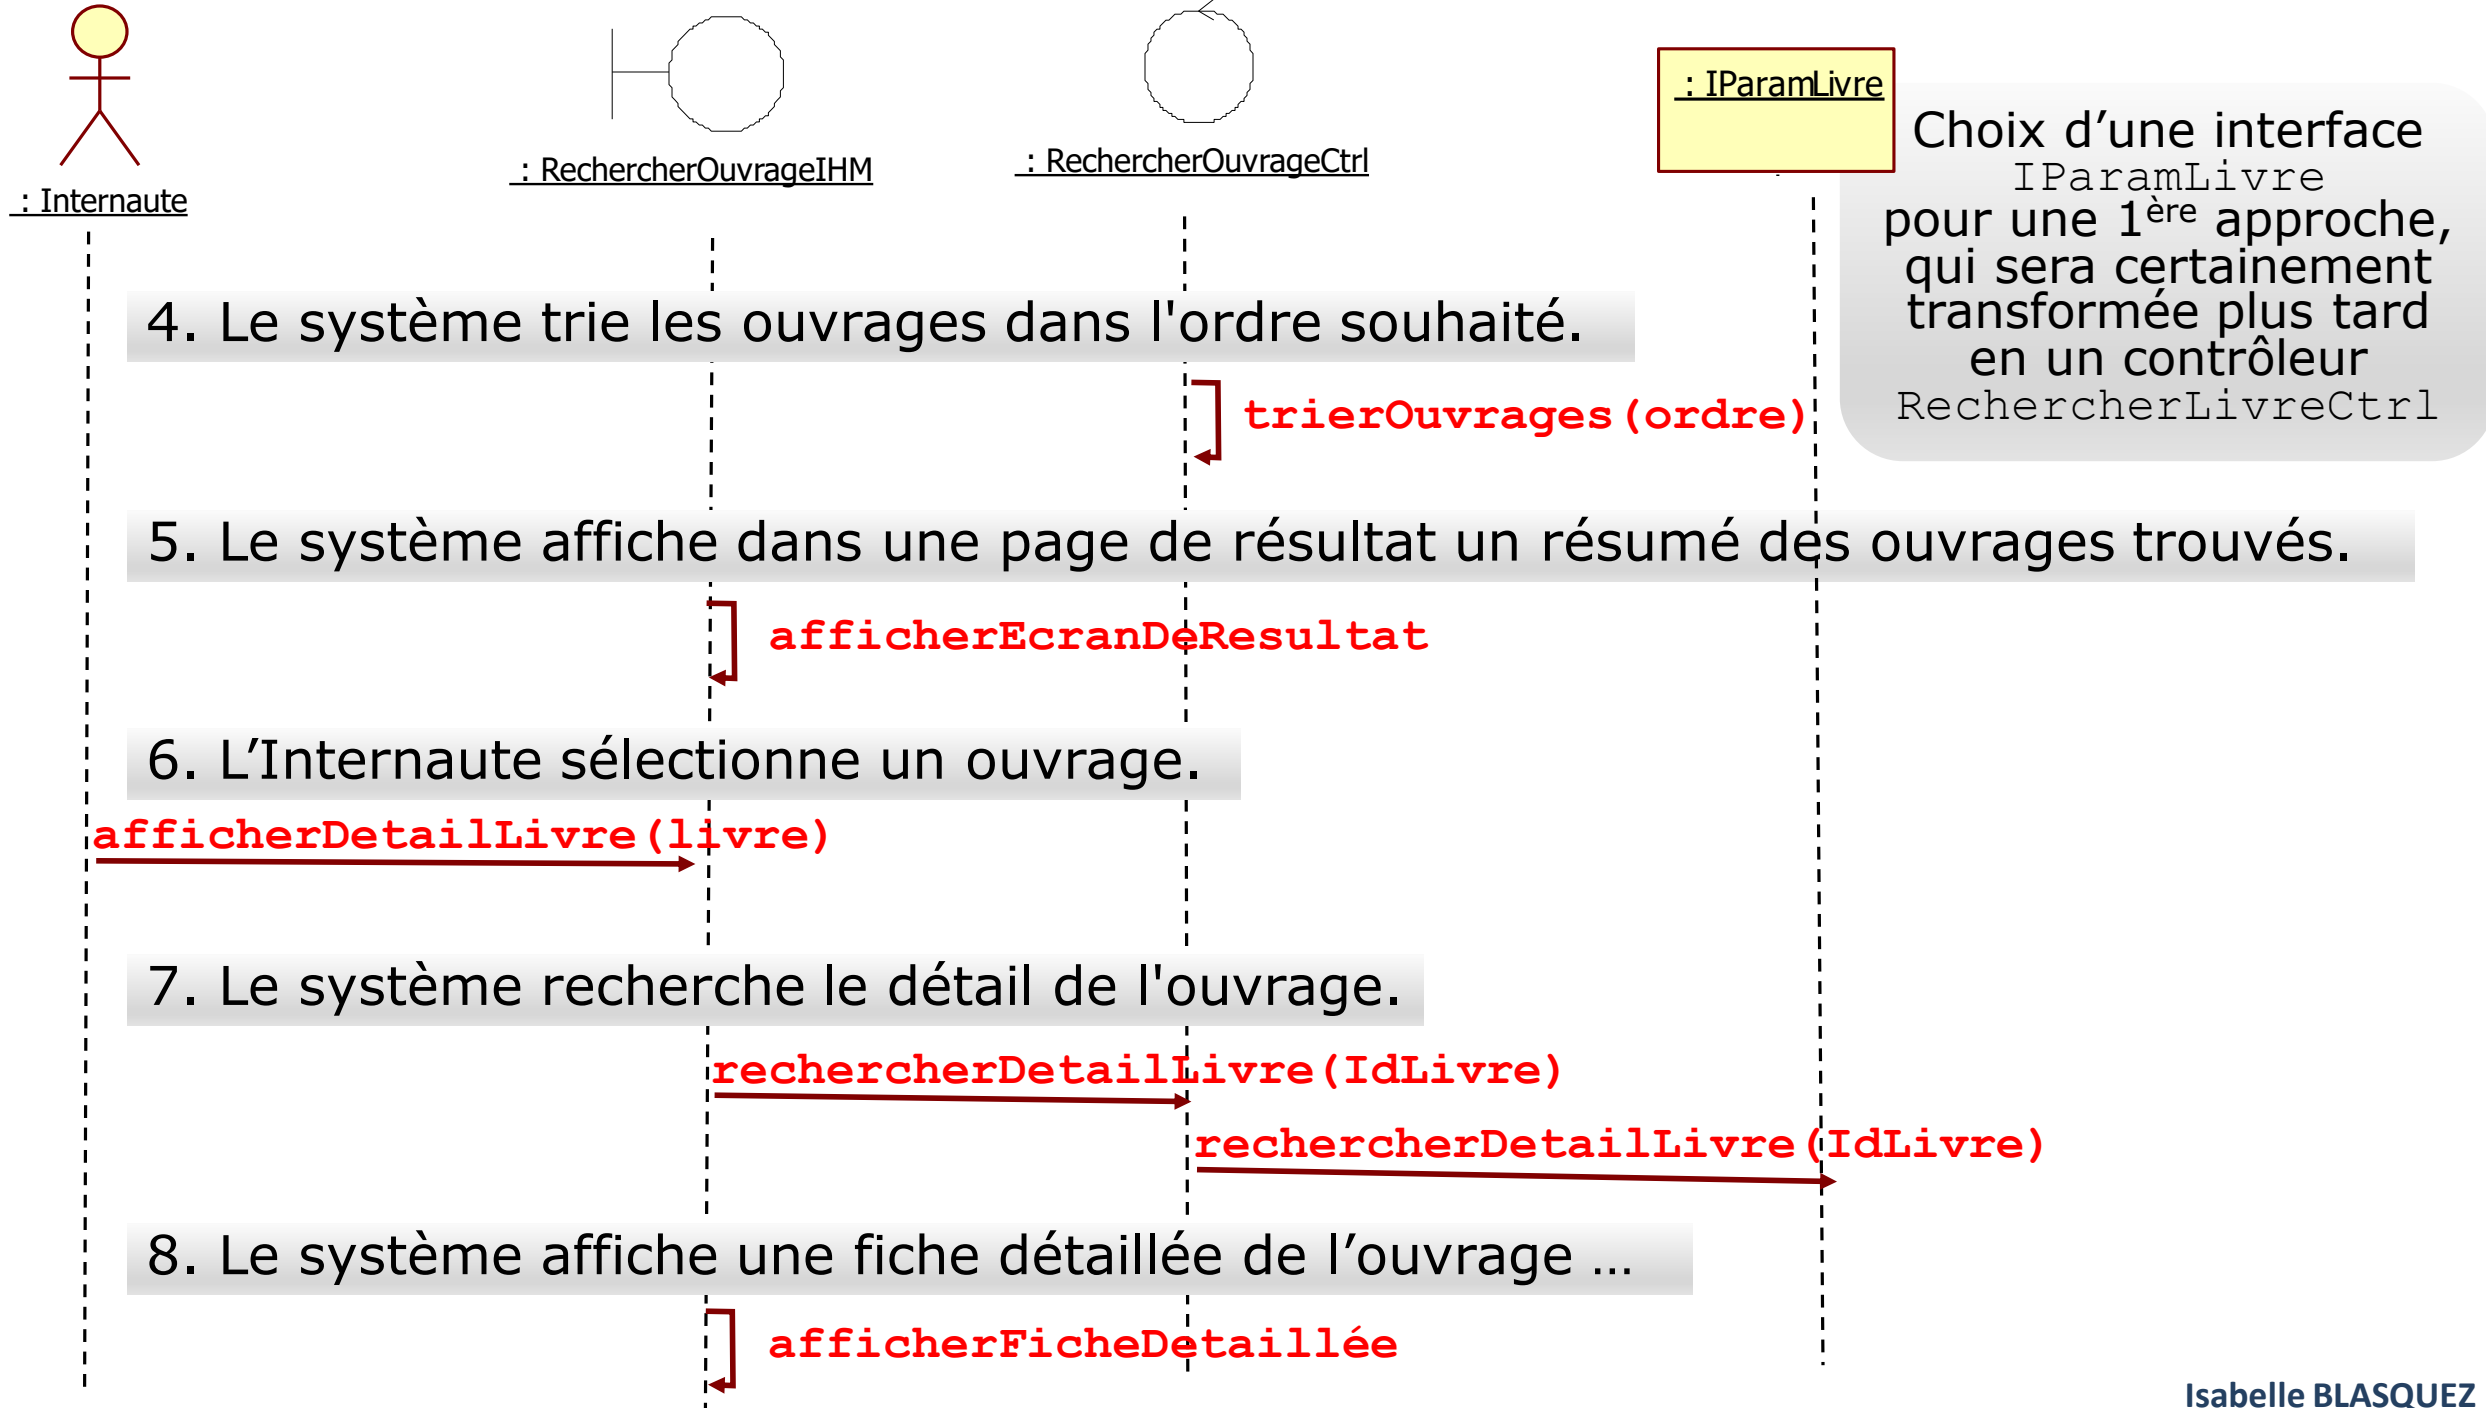 : Internaute
: RechercherOuvrageIHM
: RechercherOuvrageCtrl
: IParamLivre
Choix d’une interface
IParamLivre
pour une 1ère approche,
qui sera certainement
transformée plus tard
en un contrôleur
RechercherLivreCtrl
4. Le système trie les ouvrages dans l'ordre souhaité.
trierOuvrages(ordre)
5. Le système affiche dans une page de résultat un résumé des ouvrages trouvés.
afficherEcranDeResultat
6. L’Internaute sélectionne un ouvrage.
afficherDetailLivre(livre)
7. Le système recherche le détail de l'ouvrage.
rechercherDetailLivre(IdLivre)
rechercherDetailLivre(IdLivre)
8. Le système affiche une fiche détaillée de l’ouvrage …
afficherFicheDetaillée
Isabelle BLASQUEZ